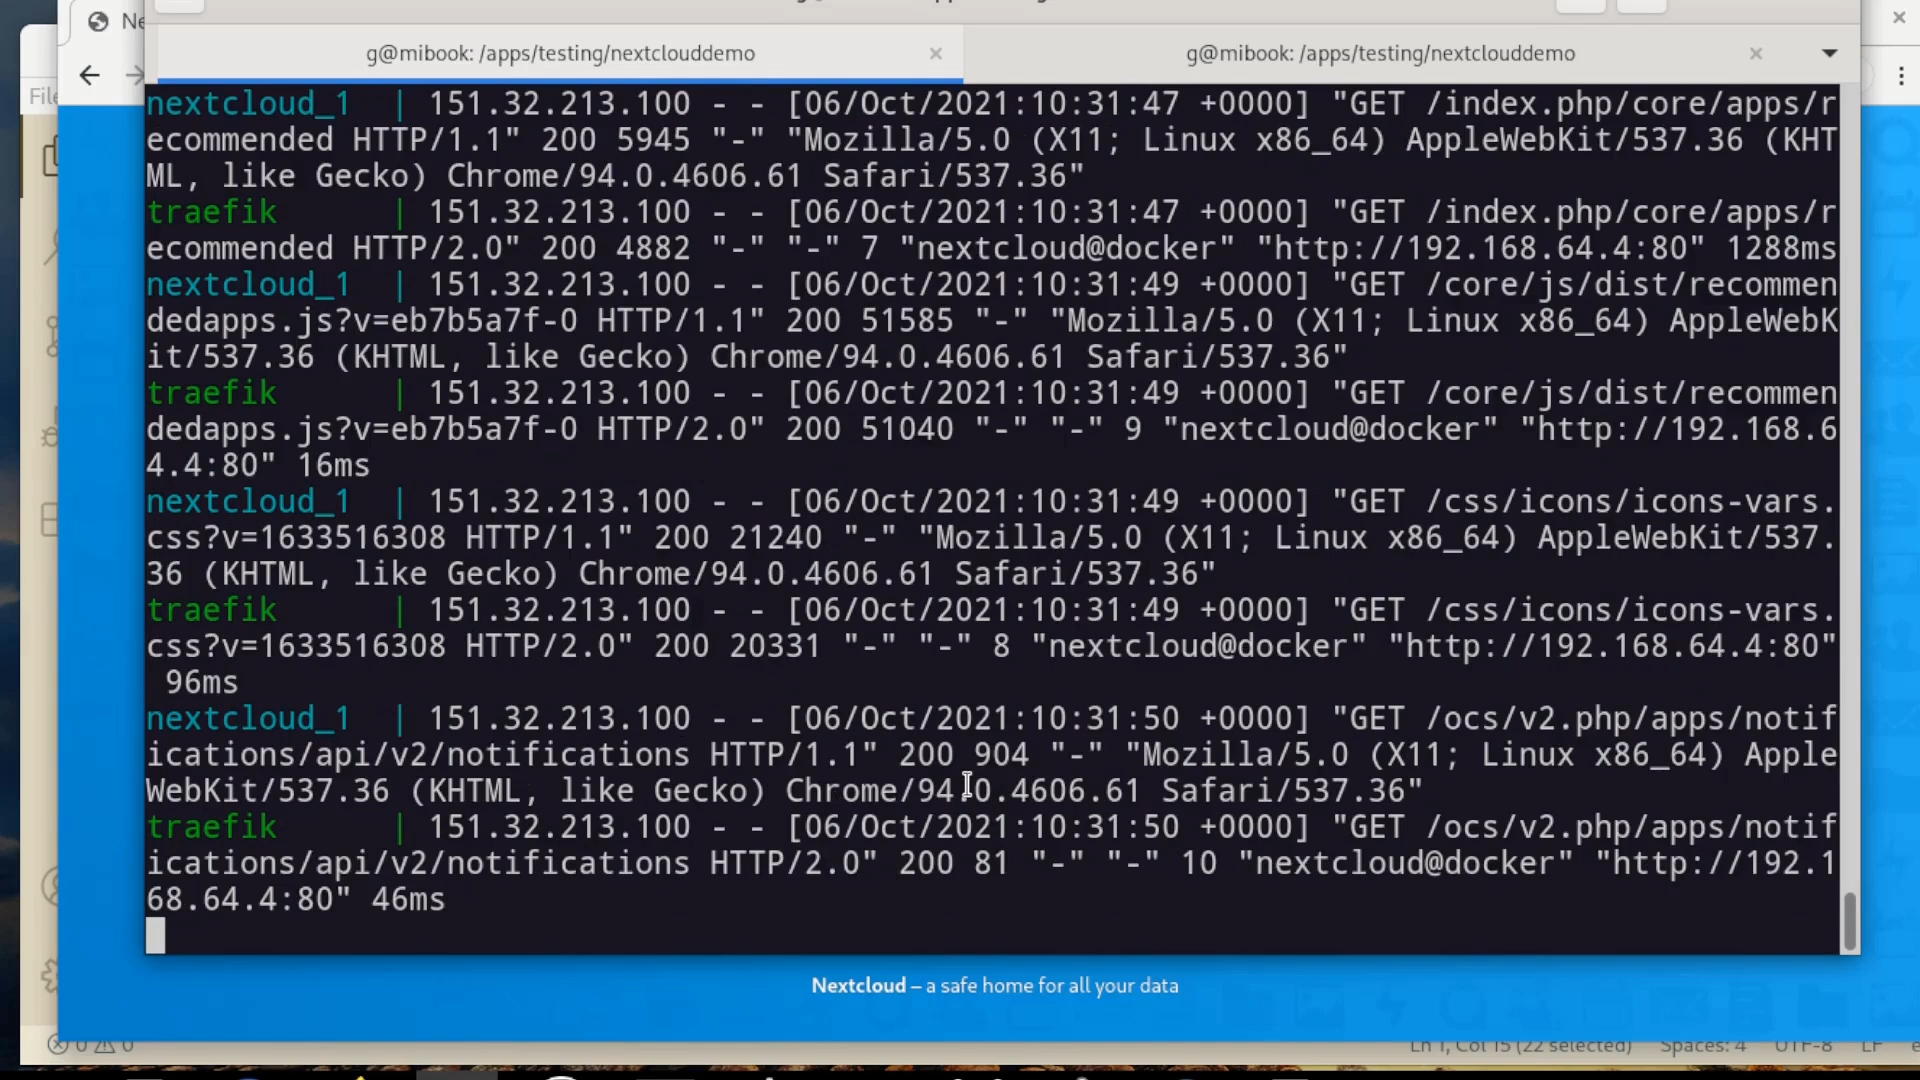 Ne
File
g@mibook: /apps/testing/nextclouddemo
g@mibook: /apps/testing/nextclouddemo
nextcloud_1  | 151.32.213.100 - - [06/Oct/2021:10:31:47 +0000] "GET /index.php/core/apps/r
ecommended HTTP/1.1" 200 5945 "-" "Mozilla/5.0 (X11; Linux x86_64) AppleWebKit/537.36 (KHT
ML, like Gecko) Chrome/94.0.4606.61 Safari/537.36"
traefik      | 151.32.213.100 - - [06/Oct/2021:10:31:47 +0000] "GET /index.php/core/apps/r
ecommended HTTP/2.0" 200 4882 "-" "-" 7 "nextcloud@docker" "http://192.168.64.4:80" 1288ms
nextcloud_1  | 151.32.213.100 - - [06/Oct/2021:10:31:49 +0000] "GET /core/js/dist/recommen
dedapps.js?v=eb7b5a7f-0 HTTP/1.1" 200 51585 "-" "Mozilla/5.0 (X11; Linux x86_64) AppleWebK
it/537.36 (KHTML, like Gecko) Chrome/94.0.4606.61 Safari/537.36"
traefik      | 151.32.213.100 - - [06/Oct/2021:10:31:49 +0000] "GET /core/js/dist/recommen
dedapps.js?v=eb7b5a7f-0 HTTP/2.0" 200 51040 "-" "-" 9 "nextcloud@docker" "http://192.168.6
4.4:80" 16ms
nextcloud_1  | 151.32.213.100 - - [06/Oct/2021:10:31:49 +0000] "GET /css/icons/icons-vars.
css?v=1633516308 HTTP/1.1" 200 21240 "-" "Mozilla/5.0 (X11; Linux x86_64) AppleWebKit/537.
36 (KHTML, like Gecko) Chrome/94.0.4606.61 Safari/537.36"
traefik      | 151.32.213.100 - - [06/Oct/2021:10:31:49 +0000] "GET /css/icons/icons-vars.
css?v=1633516308 HTTP/2.0" 200 20331 "-" "-" 8 "nextcloud@docker" "http://192.168.64.4:80"
 96ms
nextcloud_1  | 151.32.213.100 - - [06/Oct/2021:10:31:50 +0000] "GET /ocs/v2.php/apps/notif
ications/api/v2/notifications HTTP/1.1" 200 904 "-" "Mozilla/5.0 (X11; Linux x86_64) Apple
WebKit/537.36 (KHTML, like Gecko) Chrome/94.0.4606.61 Safari/537.36"
traefik      | 151.32.213.100 - - [06/Oct/2021:10:31:50 +0000] "GET /ocs/v2.php/apps/notif
ications/api/v2/notifications HTTP/2.0" 200 81 "-" "-" 10 "nextcloud@docker" "http://192.1
68.64.4:80" 46ms
Nextcloud – a safe home for all your data
0 0 Ln 1, Col 15 (22 selected) Spaces: 4 UTF-8 LF